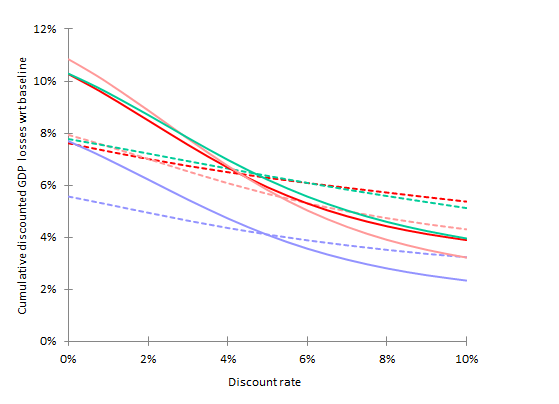 12%
10%
8%
6%
4%
2%
0%
Cumulative discounted GDP losses wrt baseline
0% 2% 4% 6% 8% 10%
Discount rate